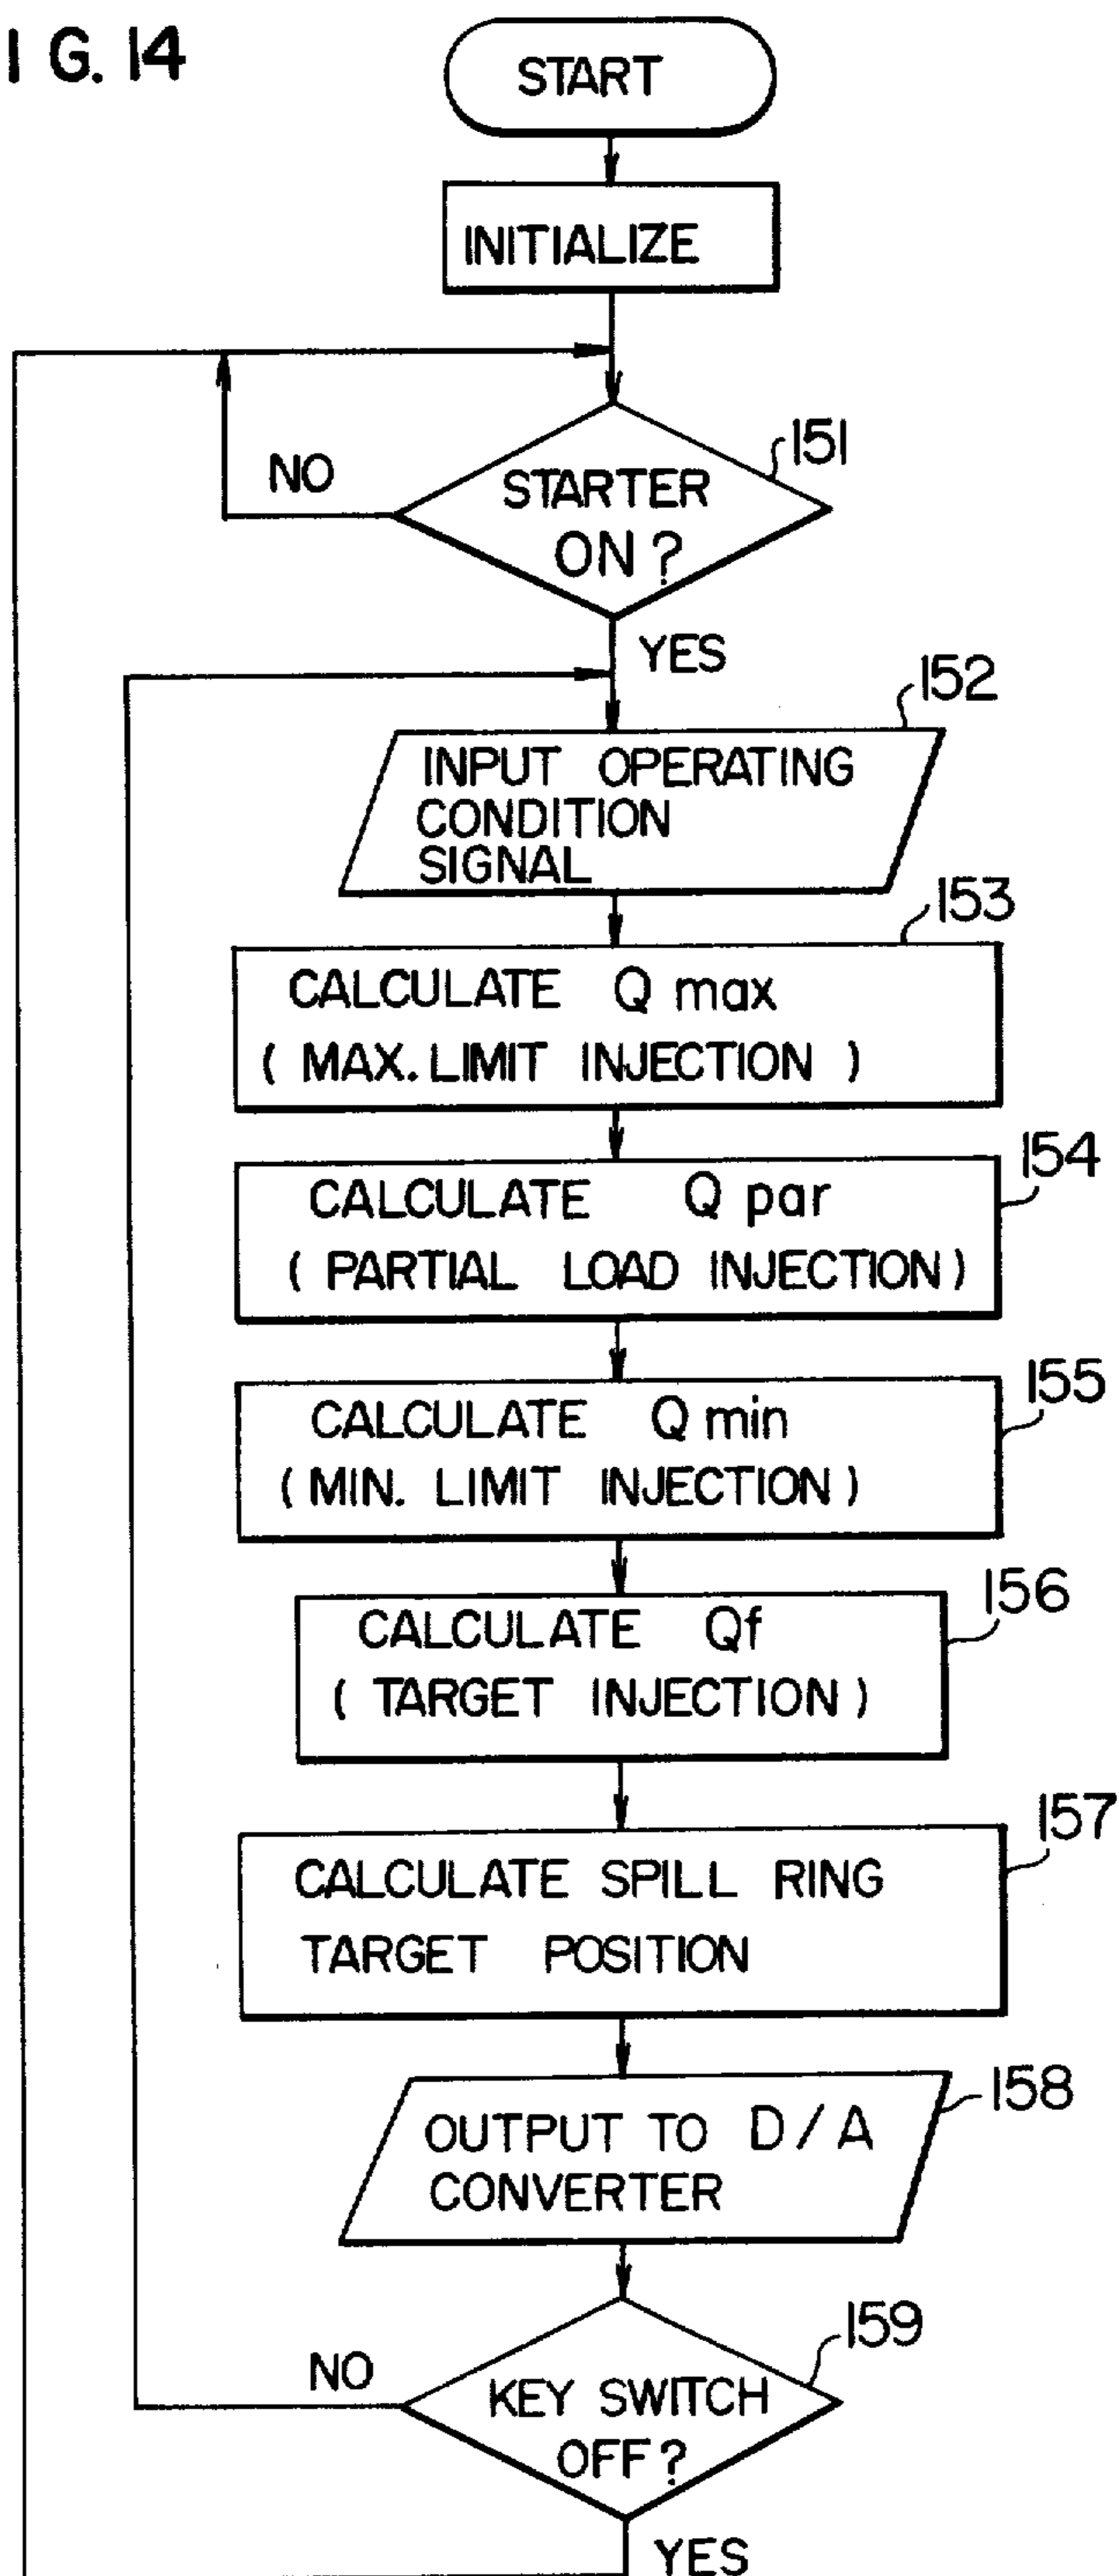 I G. 14
START
INITIALIZE
NO
151
STARTER
ON ?
YES
152
INPUT OPERATING
CONDITION
SIGNAL
153
CALCULATE Q max
( MAX. LIMIT INJECTION )
154
CALCULATE Q par
( PARTIAL LOAD INJECTION )
155
CALCULATE Q min
( MIN. LIMIT INJECTION )
156
CALCULATE Qf
( TARGET INJECTION )
157
CALCULATE SPILL RING
TARGET POSITION
158
OUTPUT TO D / A
CONVERTER
159
NO
KEY SWITCH
OFF ?
YES